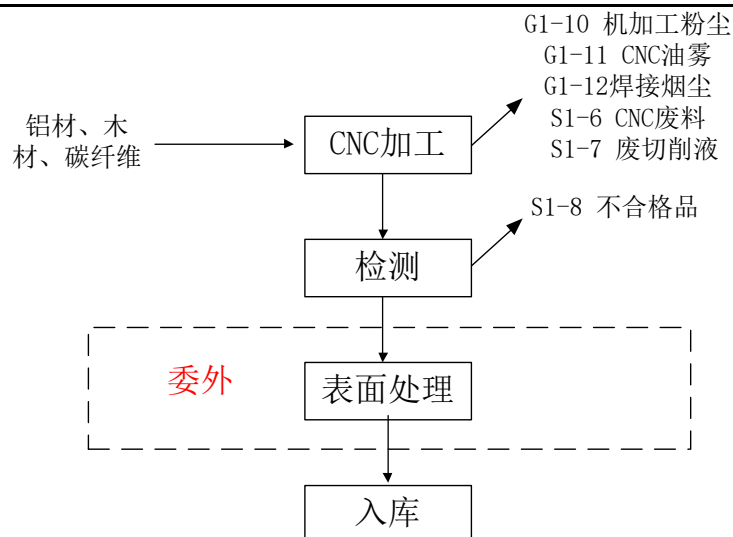 G1-10 机加工粉尘
G1-11 CNC油雾
G1-12焊接烟尘
S1-6 CNC废料
S1-7 废切削液
铝材、木
材、碳纤维
CNC加工
S1-8 不合格品
检测
委外
表面处理
入库